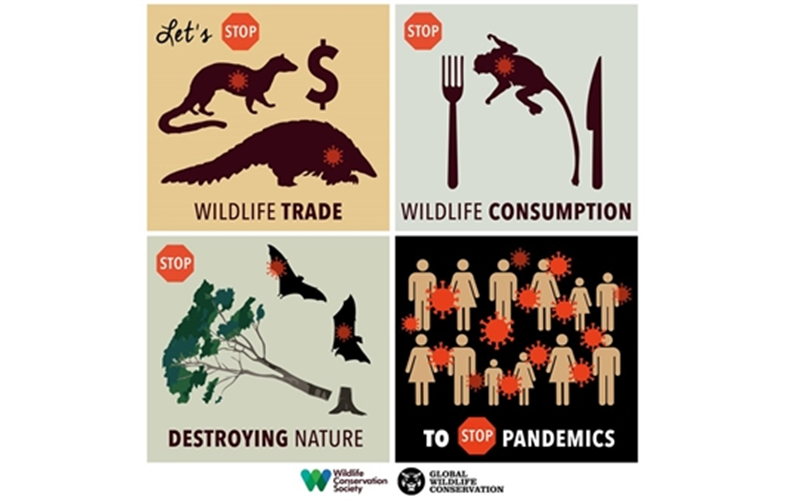 Let's STOP
$
WILDLIFE TRADE
STOP
WILDLIFE CONSUMPTION
STOP
DESTROYING NATURE
TO STOP PANDEMICS
Wildlife
Conservation
Society
GLOBAL
WILDLIFE
CONSERVATION